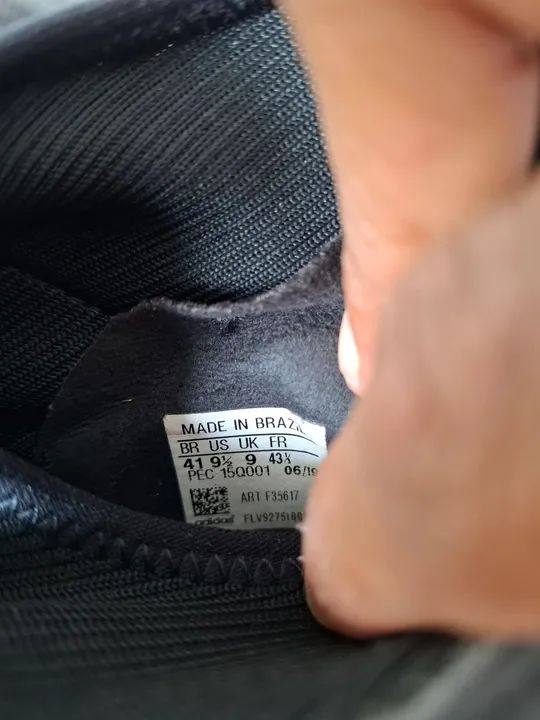 MADE IN BRAZIL
BR US UK FR
41 9½ 9 43⅓
PEC 15Q001 06/19
ART F35617
adidas